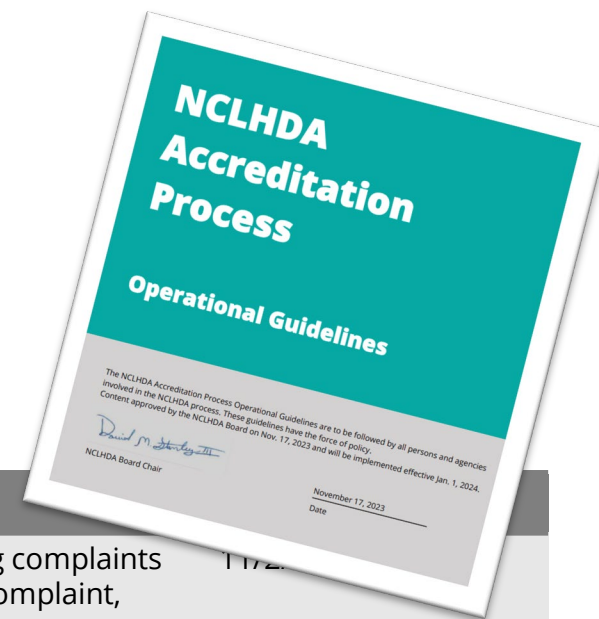 NCLHDA
Accreditation
Process
Operational Guidelines
The NCLHDA Accreditation Process Operational Guidelines are to be followed by all persons and agencies
involved in the NCLHDA process. These guidelines have the force of policy.
Content approved by the NCLHDA Board on Nov. 17, 2023 and will be implemented effective Jan. 1, 2024.
David M. Stanley III
NCLHDA Board Chair
November 17, 2023
Date
g complaints
omplaint,